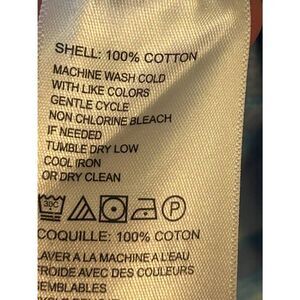 SHELL: 100% COTTON
MACHINE WASH COLD
WITH LIKE COLORS
GENTLE CYCLE
NON CHLORINE BLEACH
IF NEEDED
TUMBLE DRY LOW
COOL IRON
OR DRY CLEAN
30C P
COQUILLE: 100% COTON
LAVER A LA MACHINE A L'EAU
FROIDE AVEC DES COULEURS
SEMBLABLES